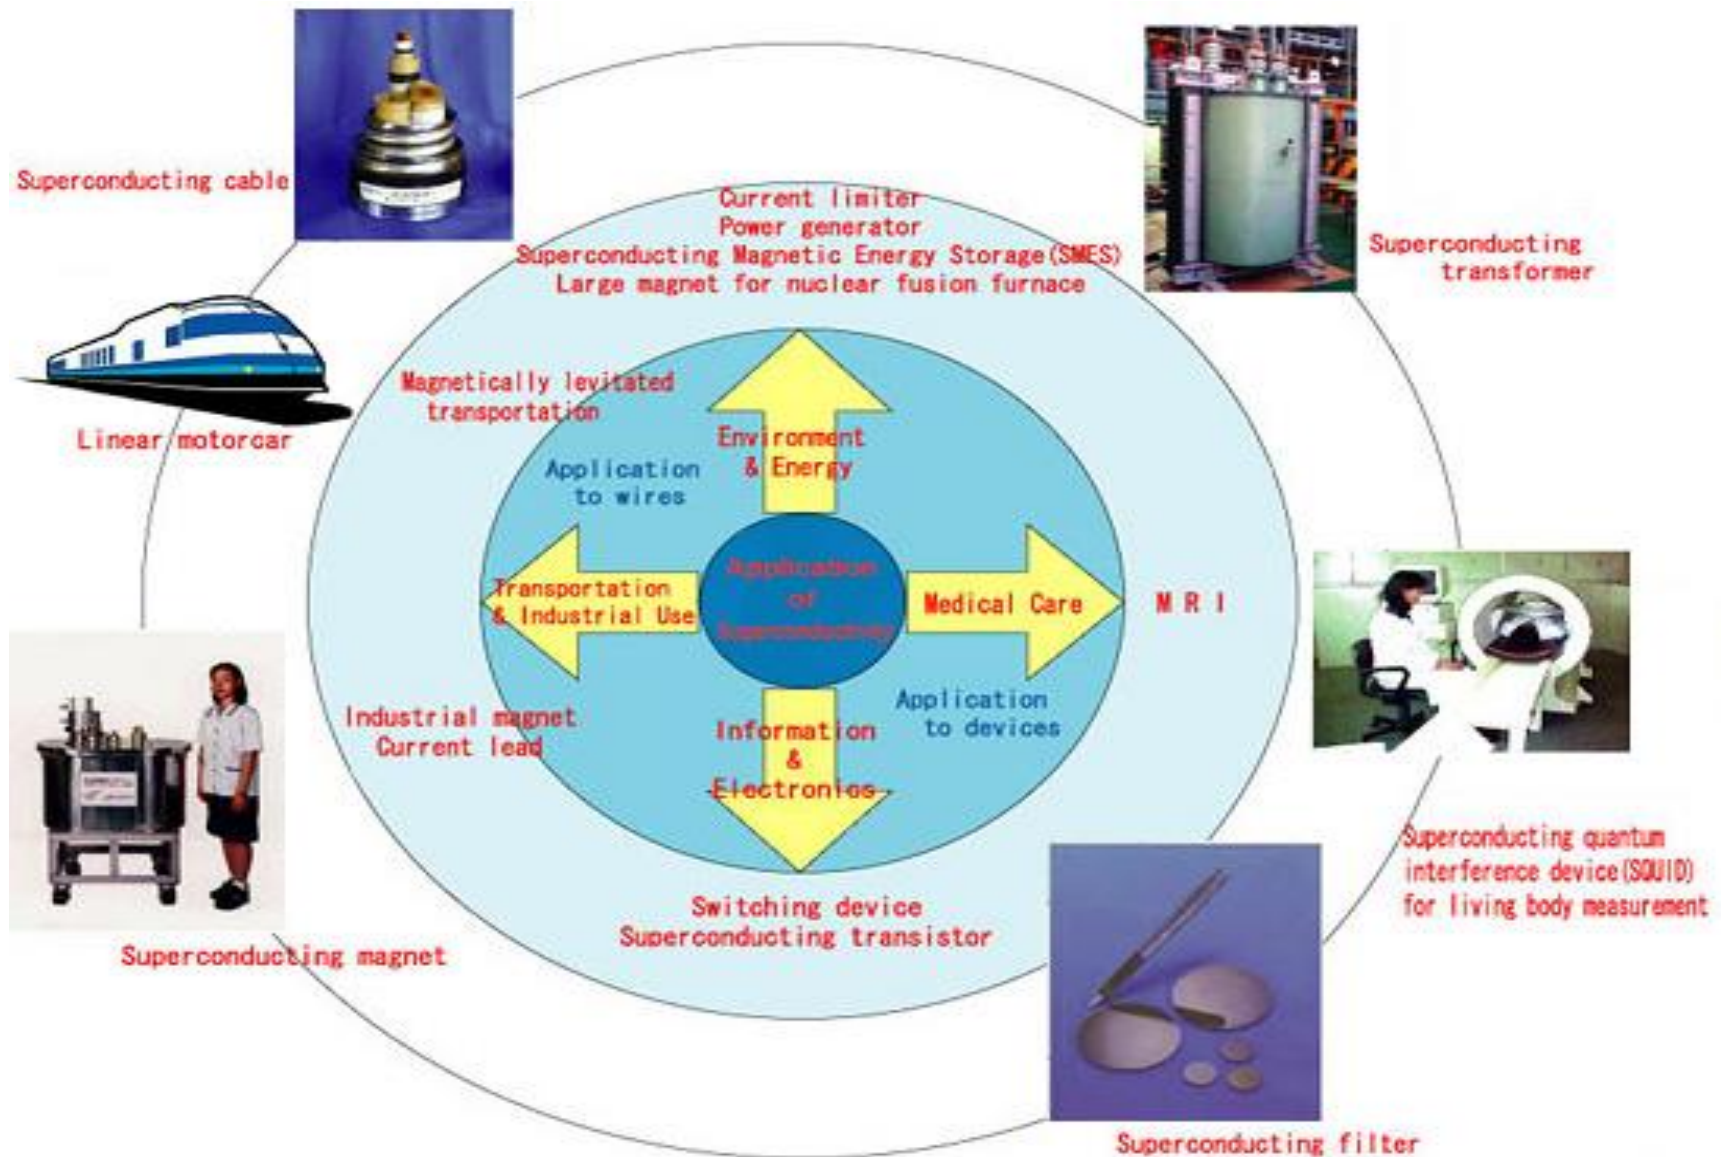 Superconducting cable
Superconducting
transformer
Current limiter
Power generator
Superconducting Magnetic Energy Storage(SMES)
Large magnet for nuclear fusion furnace
Magnetically levitated
transportation
Linear motorcar
Environment
& Energy
Application
to wires
Transportation
& Industrial Use
Application
of
Superconductivity
Medical Care
M R I
Industrial magnet
Current lead
Information
&
Electronics
Application
to devices
Superconducting quantum
interference device(SQUID)
for living body measurement
Switching device
Superconducting transistor
Superconducting magnet
Superconducting filter